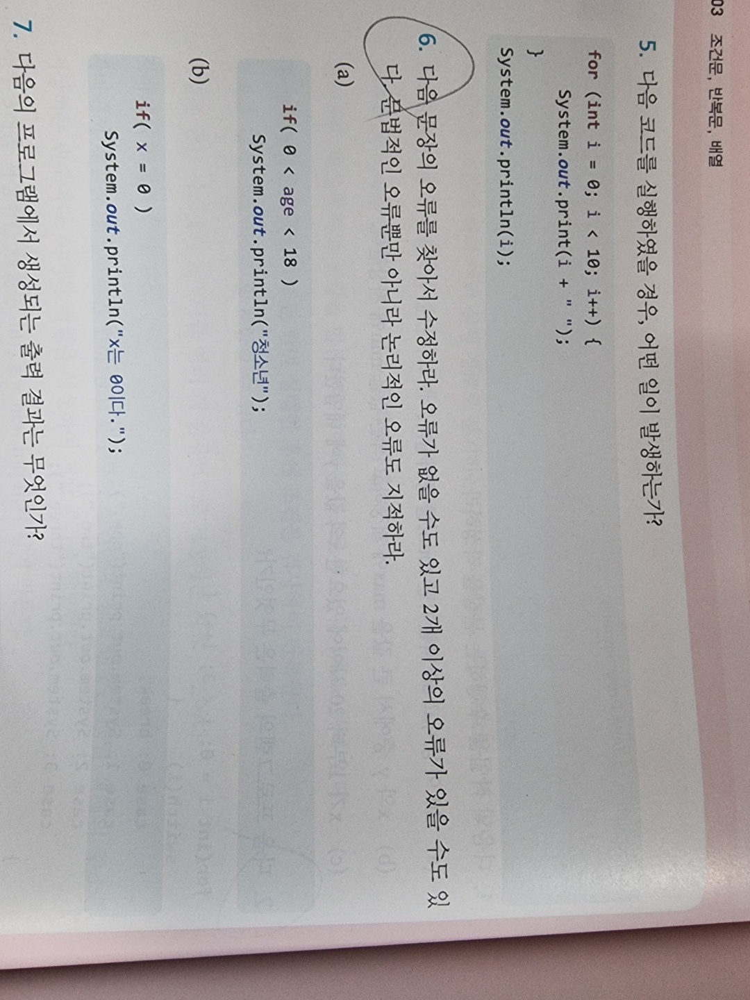 03 조건문, 반복문, 배열
5. 다음 코드를 실행하였을 경우, 어떤 일이 발생하는가?
for (int i = 0; i < 10; i++) {
System.out.print(i + " ");
}
System.out.println(i);
6. 다음 문장의 오류를 찾아서 수정하라. 오류가 없을 수도 있고 2개 이상의 오류가 있을 수도 있
다. 문법적인 오류뿐만 아니라 논리적인 오류도 지적하라.
(a)
if( 0 < age < 18 )
System.out.println("청소년");
(b)
if( x = 0 )
System.out.println("x는 0이다.");
7. 다음의 프로그램에서 생성되는 출력 결과는 무엇인가?